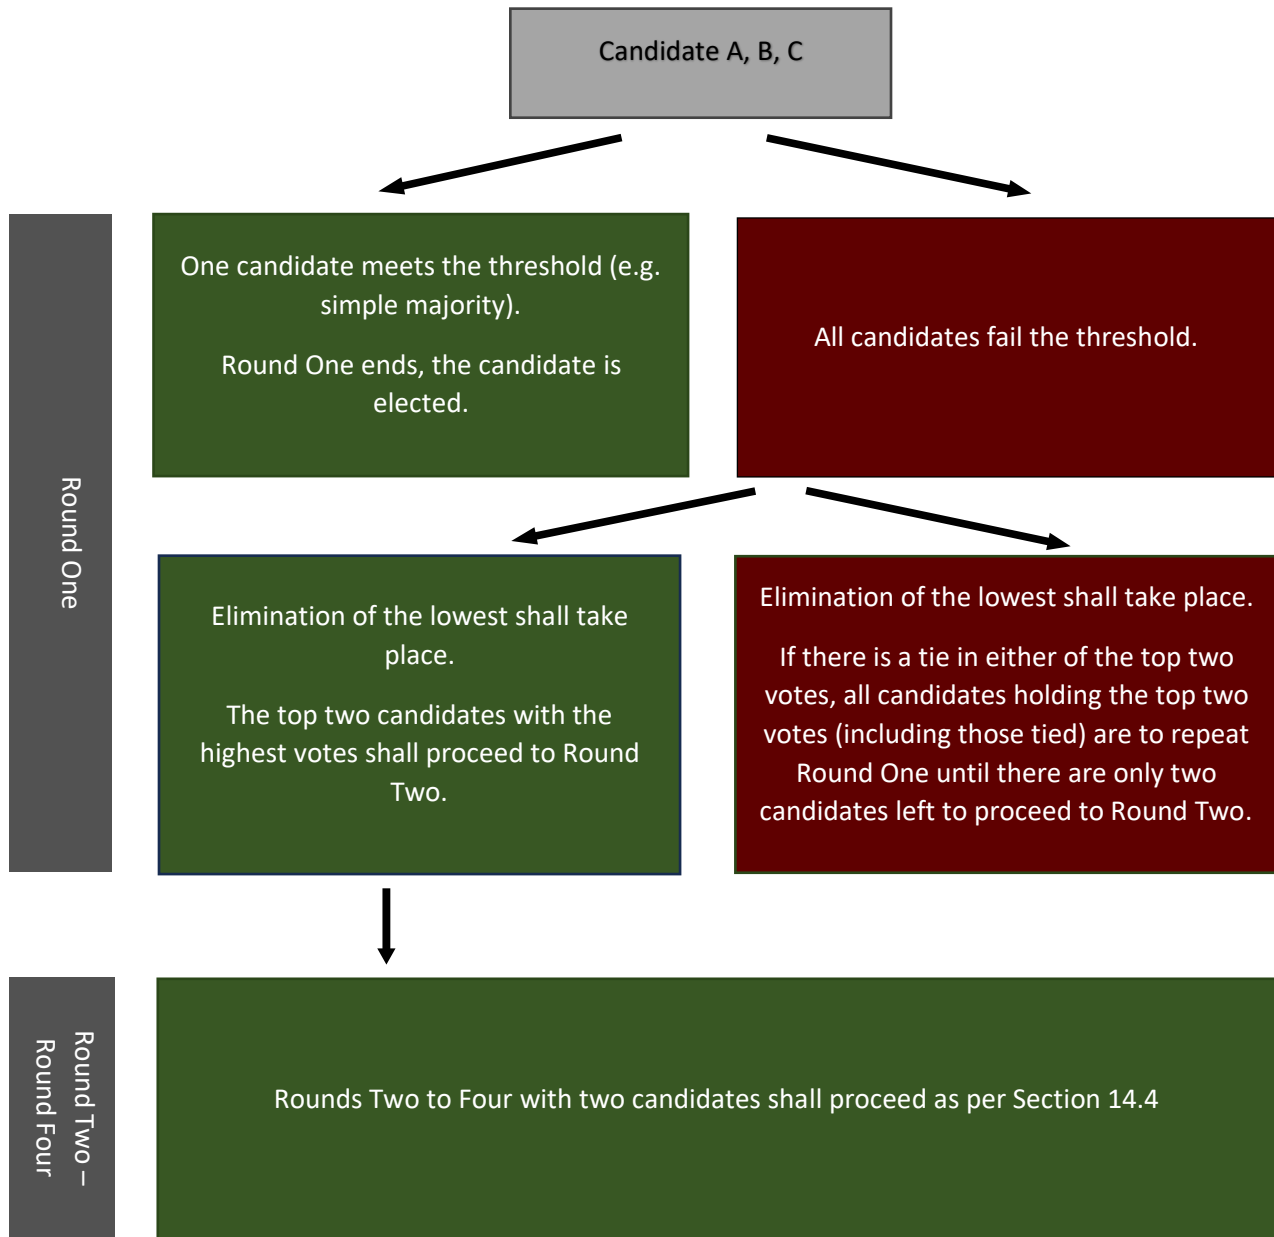 Candidate A, B, C
Round One
One candidate meets the threshold (e.g.
simple majority).
Round One ends, the candidate is
elected.
All candidates fail the threshold.
Elimination of the lowest shall take
place.
The top two candidates with the
highest votes shall proceed to Round
Two.
Elimination of the lowest shall take place.
If there is a tie in either of the top two
votes, all candidates holding the top two
votes (including those tied) are to repeat
Round One until there are only two
candidates left to proceed to Round Two.
Round Two –
Round Four
Rounds Two to Four with two candidates shall proceed as per Section 14.4